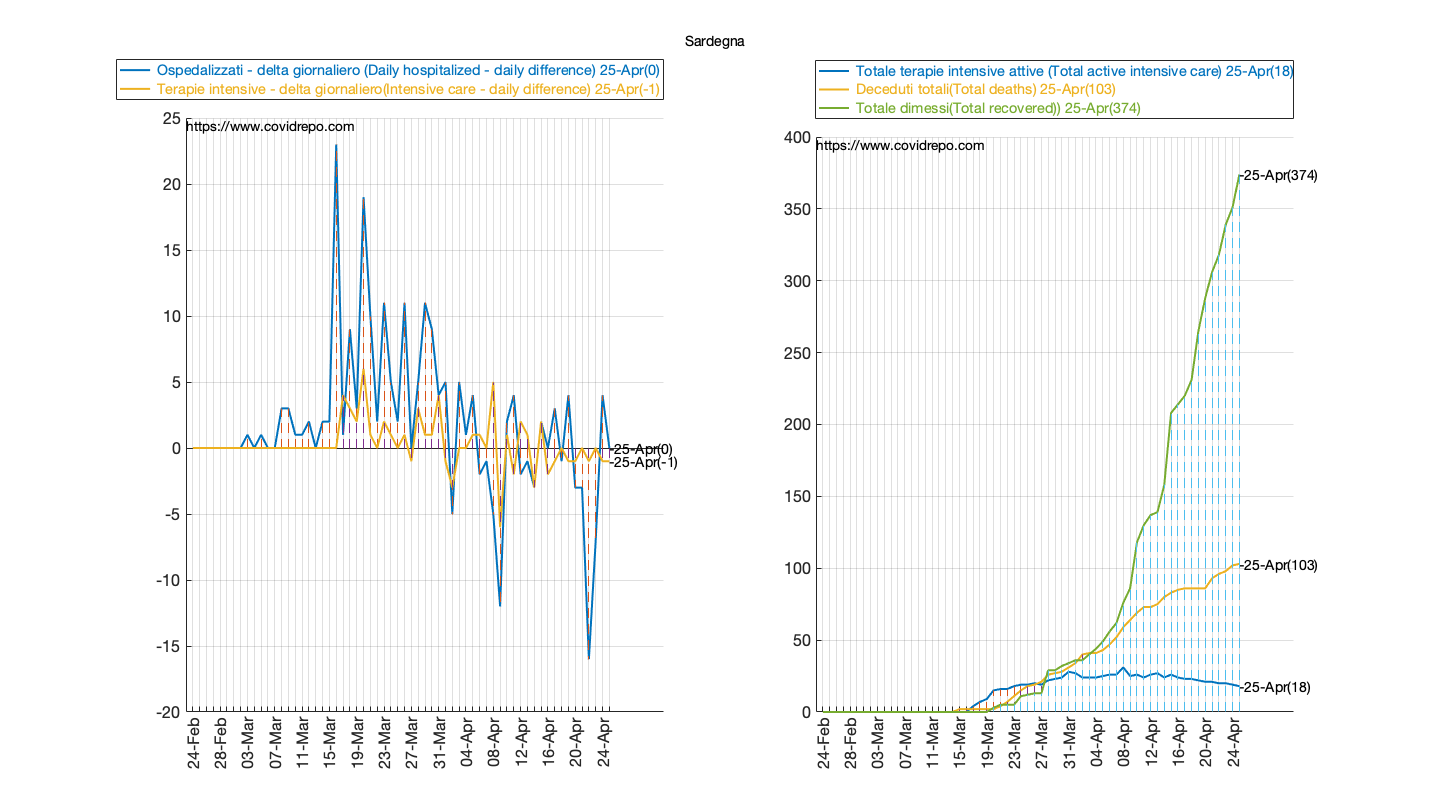 Sardegna
Ospedalizzati - delta giornaliero (Daily hospitalized - daily difference) 25-Apr(0)
Terapie intensive - delta giornaliero(Intensive care - daily difference) 25-Apr(-1)
https://www.covidrepo.com
25
20
15
10
5
0
-5
-10
-15
-20
-25-Apr(0)
-25-Apr(-1)
24-Feb
28-Feb
03-Mar
07-Mar
11-Mar
15-Mar
19-Mar
23-Mar
27-Mar
31-Mar
04-Apr
08-Apr
12-Apr
16-Apr
20-Apr
24-Apr
Totale terapie intensive attive (Total active intensive care) 25-Apr(18)
Deceduti totali(Total deaths) 25-Apr(103)
Totale dimessi(Total recovered)) 25-Apr(374)
https://www.covidrepo.com
400
350
300
250
200
150
100
50
0
-25-Apr(374)
-25-Apr(103)
-25-Apr(18)
24-Feb
28-Feb
03-Mar
07-Mar
11-Mar
15-Mar
19-Mar
23-Mar
27-Mar
31-Mar
04-Apr
08-Apr
12-Apr
16-Apr
20-Apr
24-Apr